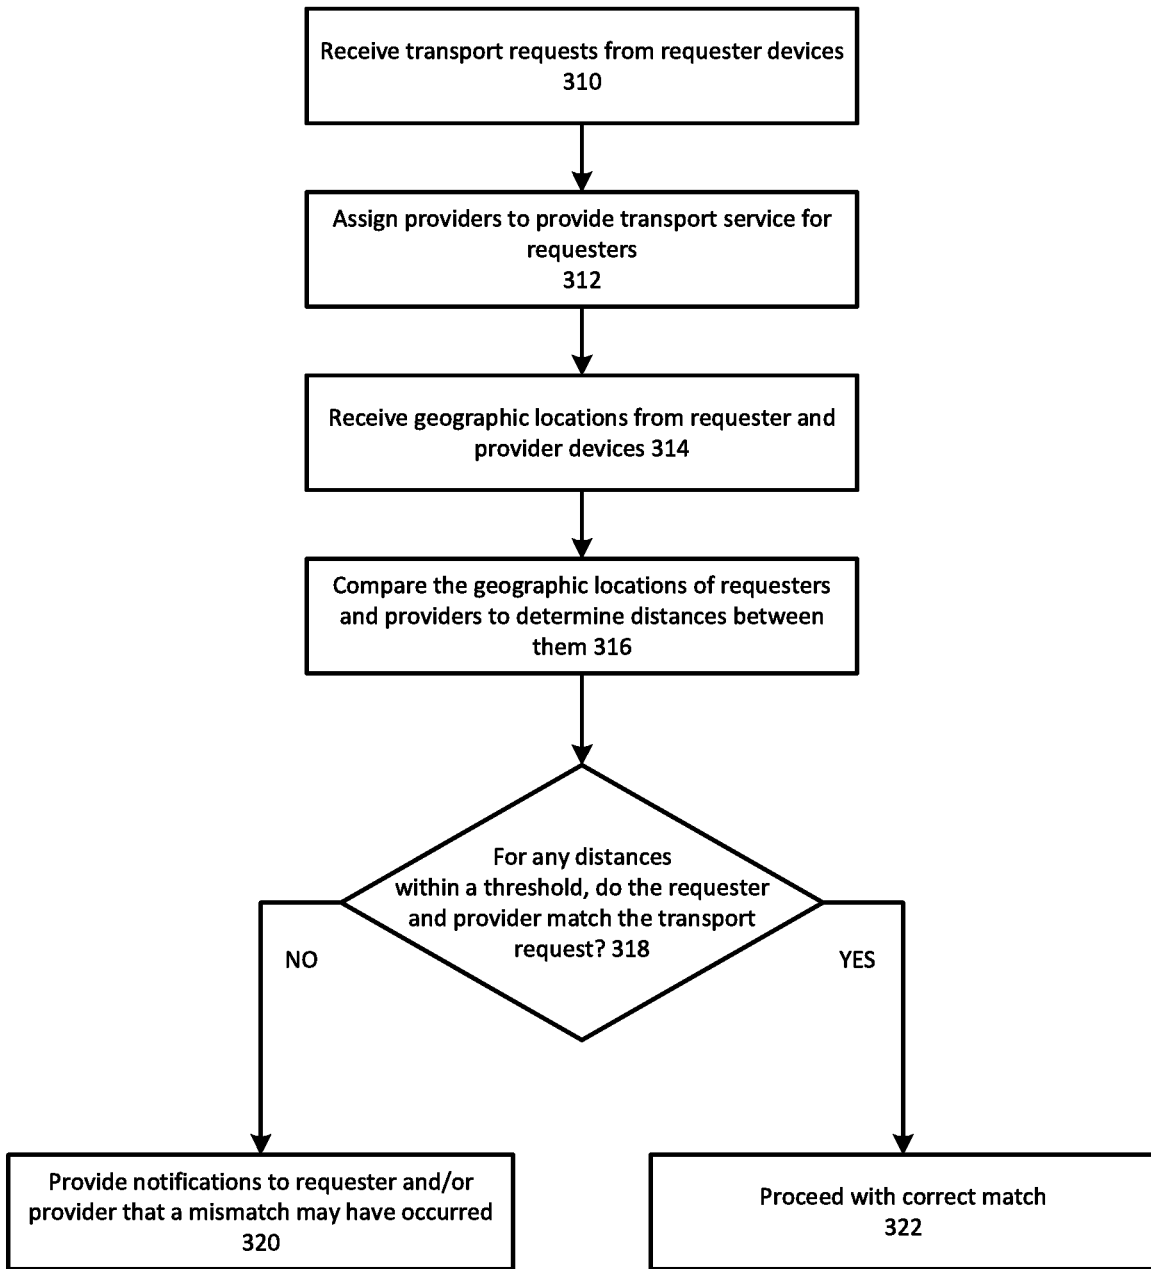 Receive transport requests from requester devices
310
Assign providers to provide transport service for
requesters
312
Receive geographic locations from requester and
provider devices 314
Compare the geographic locations of requesters
and providers to determine distances between
them 316
For any distances
within a threshold, do the requester
and provider match the transport
request? 318
NO
YES
Provide notifications to requester and/or
provider that a mismatch may have occurred
320
Proceed with correct match
322